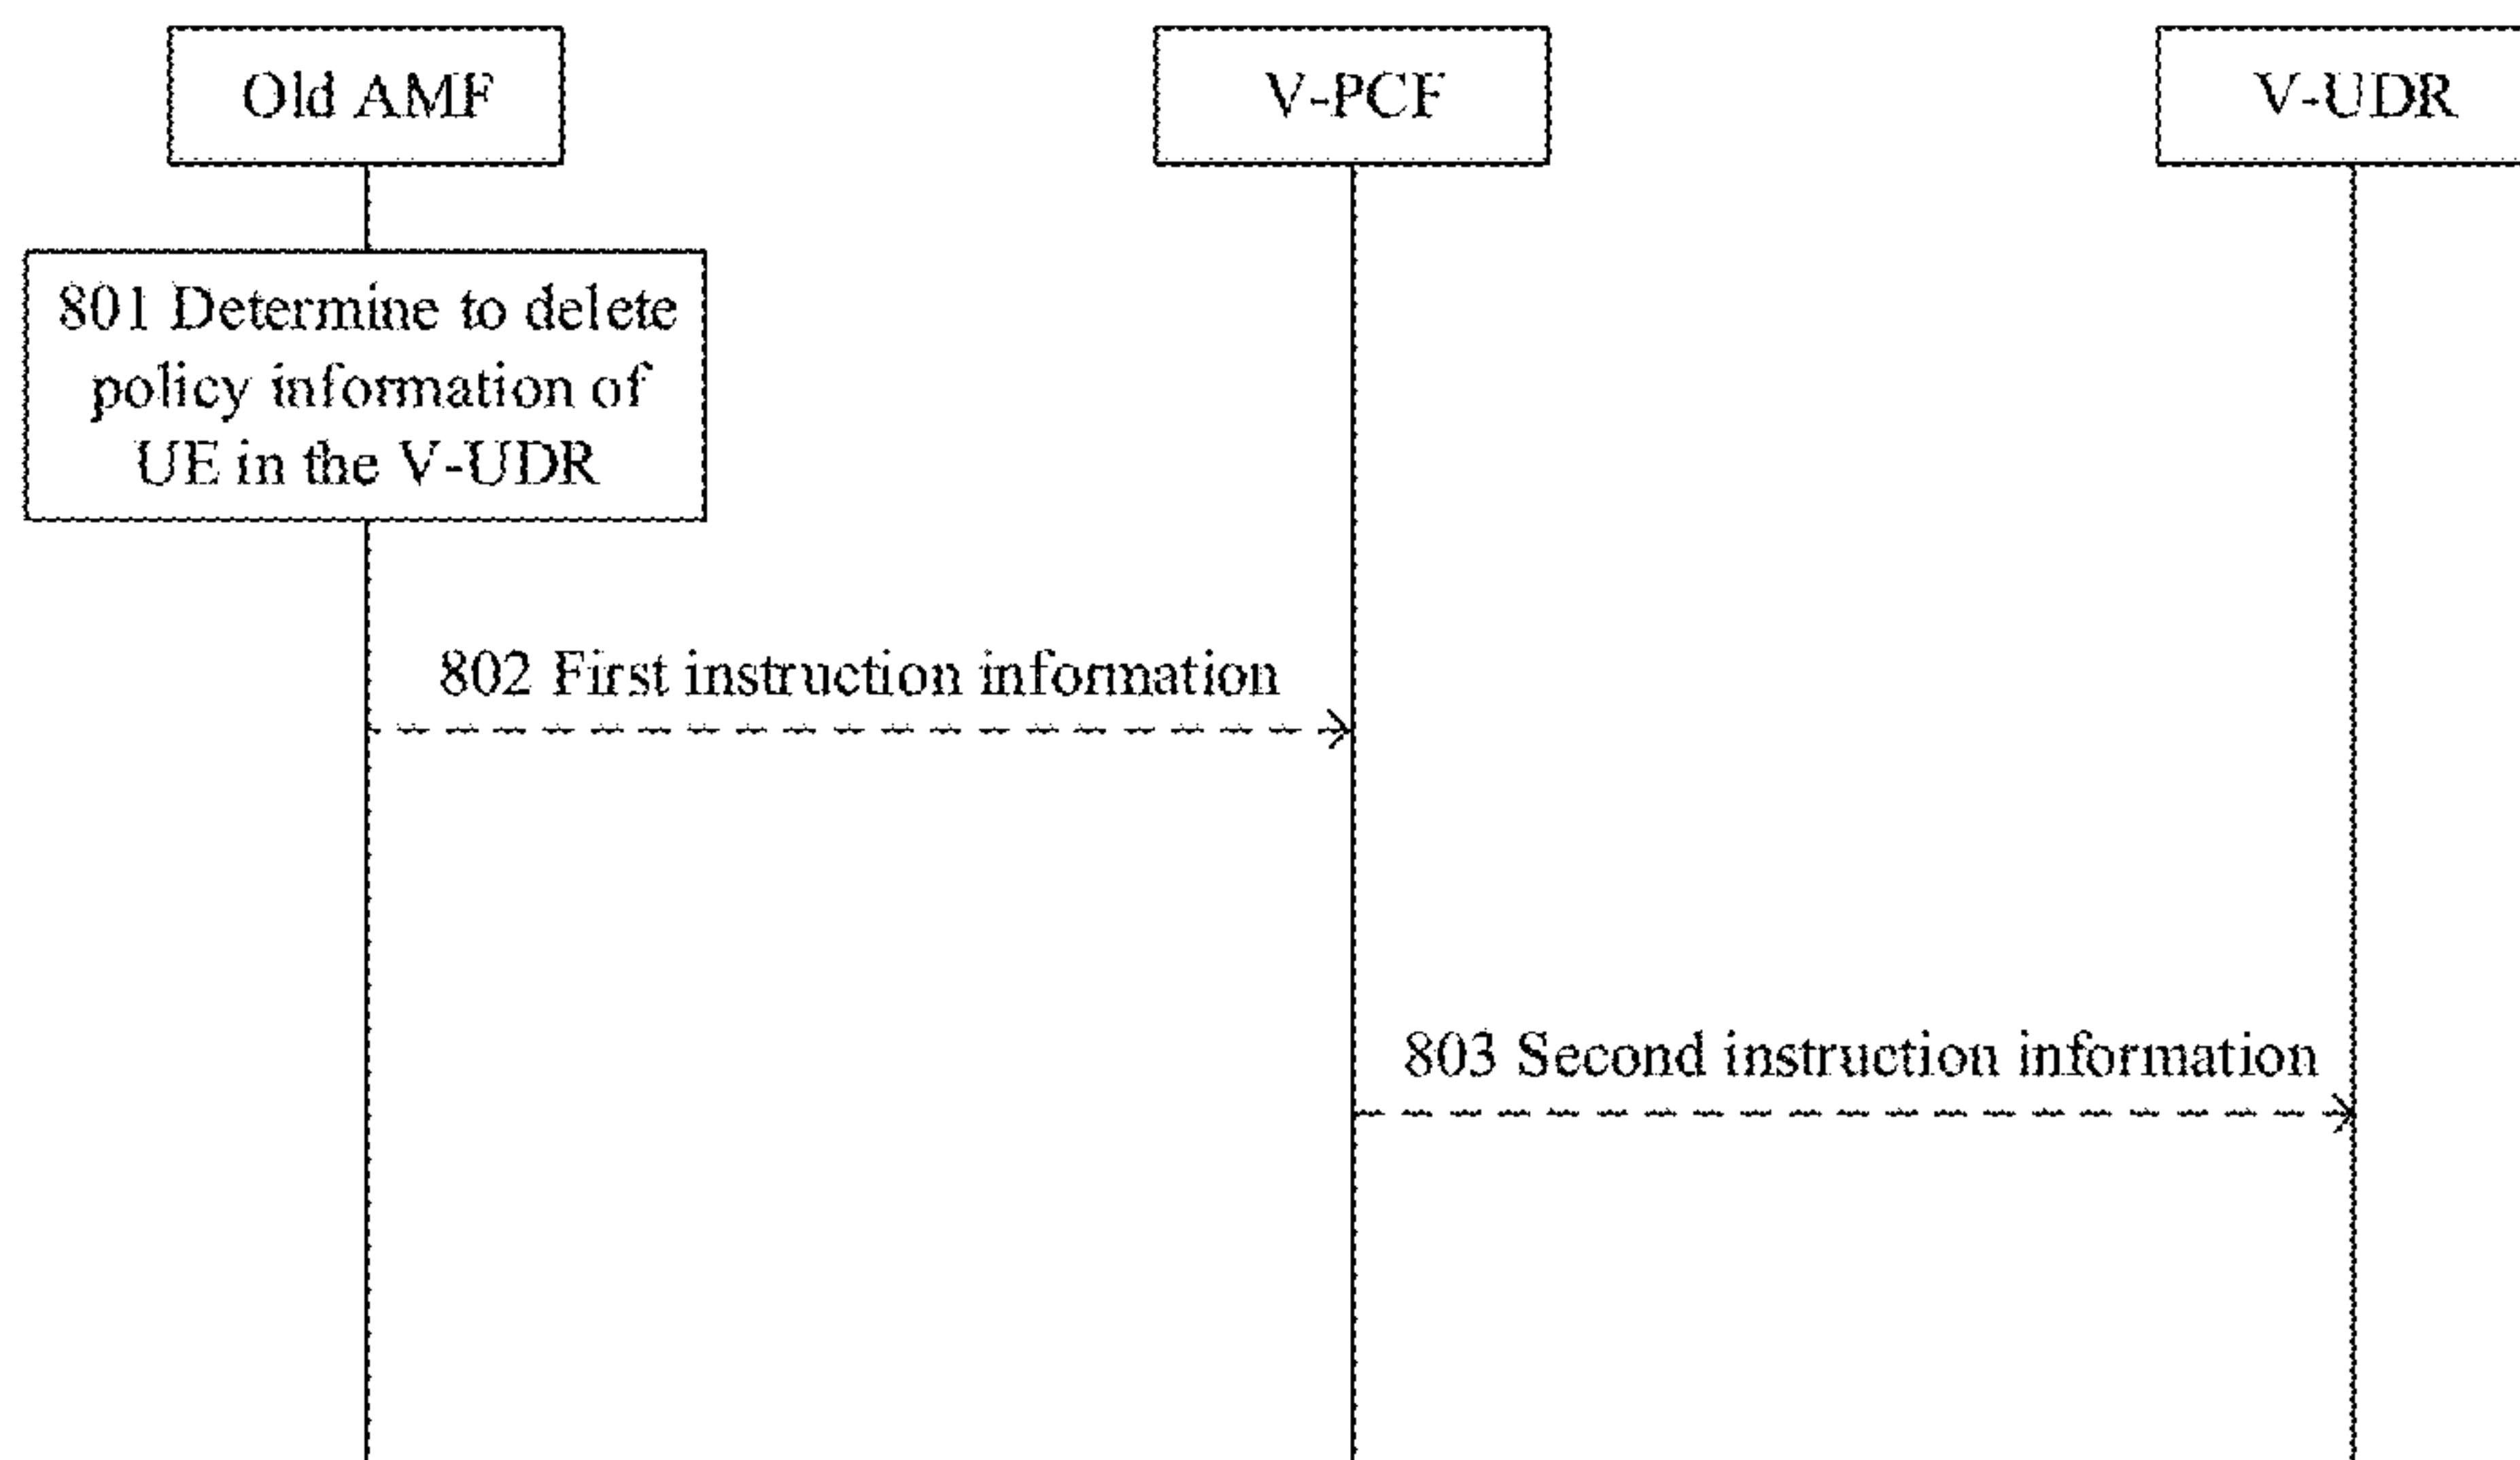 Old AMF
V-PCF
V-UDR
801 Determine to delete
policy information of
UE in the V-UDR
802 First instruction information
803 Second instruction information